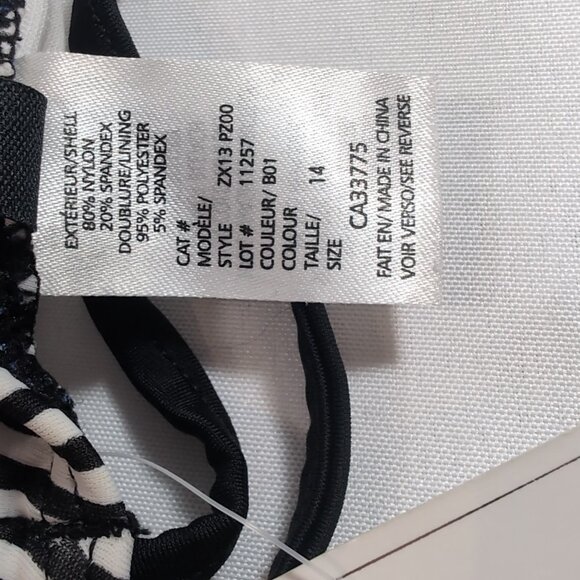 EXTÉRIEUR/SHELL
80% NYLON
20% SPANDEX
DOUBLURE/LINING
95% POLYESTER
5% SPANDEX
CAT #
MODÈLE/
STYLE ZX13 PZ00
LOT # 11257
COULEUR/ B01
COLOUR
TAILLE/ 14
SIZE
CA33775
FAIT EN/ MADE IN CHINA
VOIR VERSO/SEE REVERSE